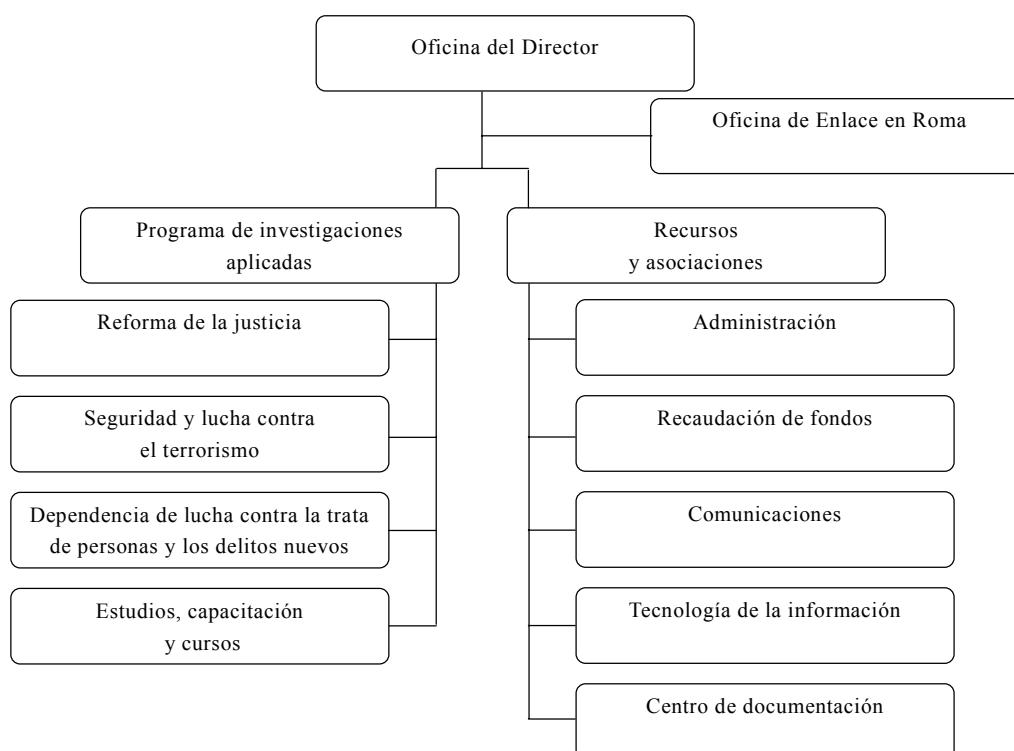 Oficina del Director
Oficina de Enlace en Roma
Programa de investigaciones
aplicadas
Recursos
y asociaciones
Reforma de la justicia
Administración
Seguridad y lucha contra
el terrorismo
Recaudación de fondos
Dependencia de lucha contra la trata
de personas y los delitos nuevos
Comunicaciones
Estudios, capacitación
y cursos
Tecnología de la información
Centro de documentación